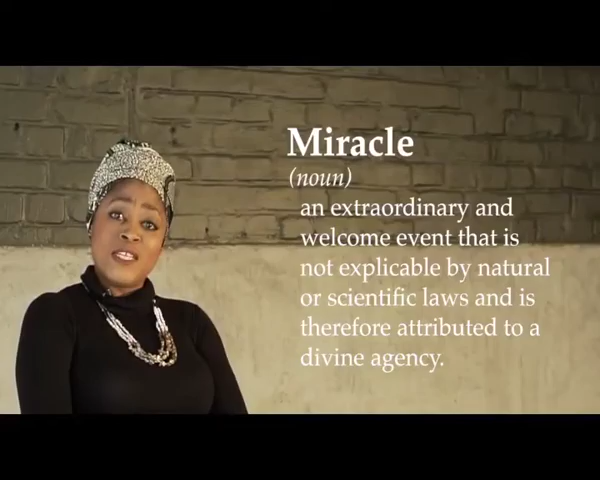 Miracle
(noun)
an extraordinary and
welcome event that is
not explicable by natural
or scientific laws and is
therefore attributed to a
divine agency.